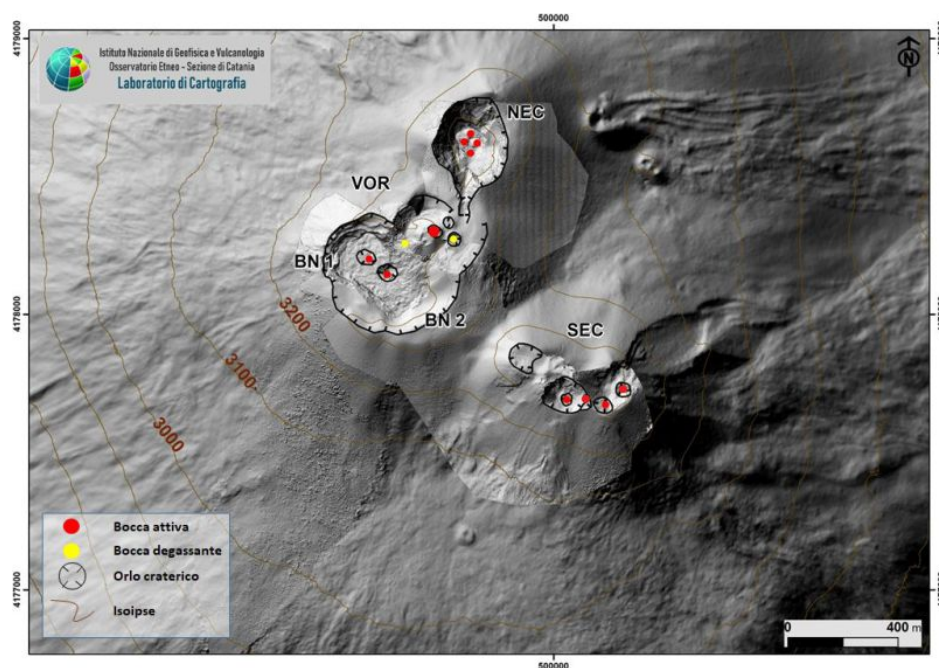 500000
4179000
Istituto Nazionale di Geofisica e Vulcanologia
Osservatorio Etneo - Sezione di Catania
Laboratorio di Cartografia
N
NEC
VOR
BN 1
BN 2
SEC
4178000
3200
3100
3000
4177000
Bocca attiva
Bocca degassante
Orlo craterico
Isoipse
0
400 m
500000